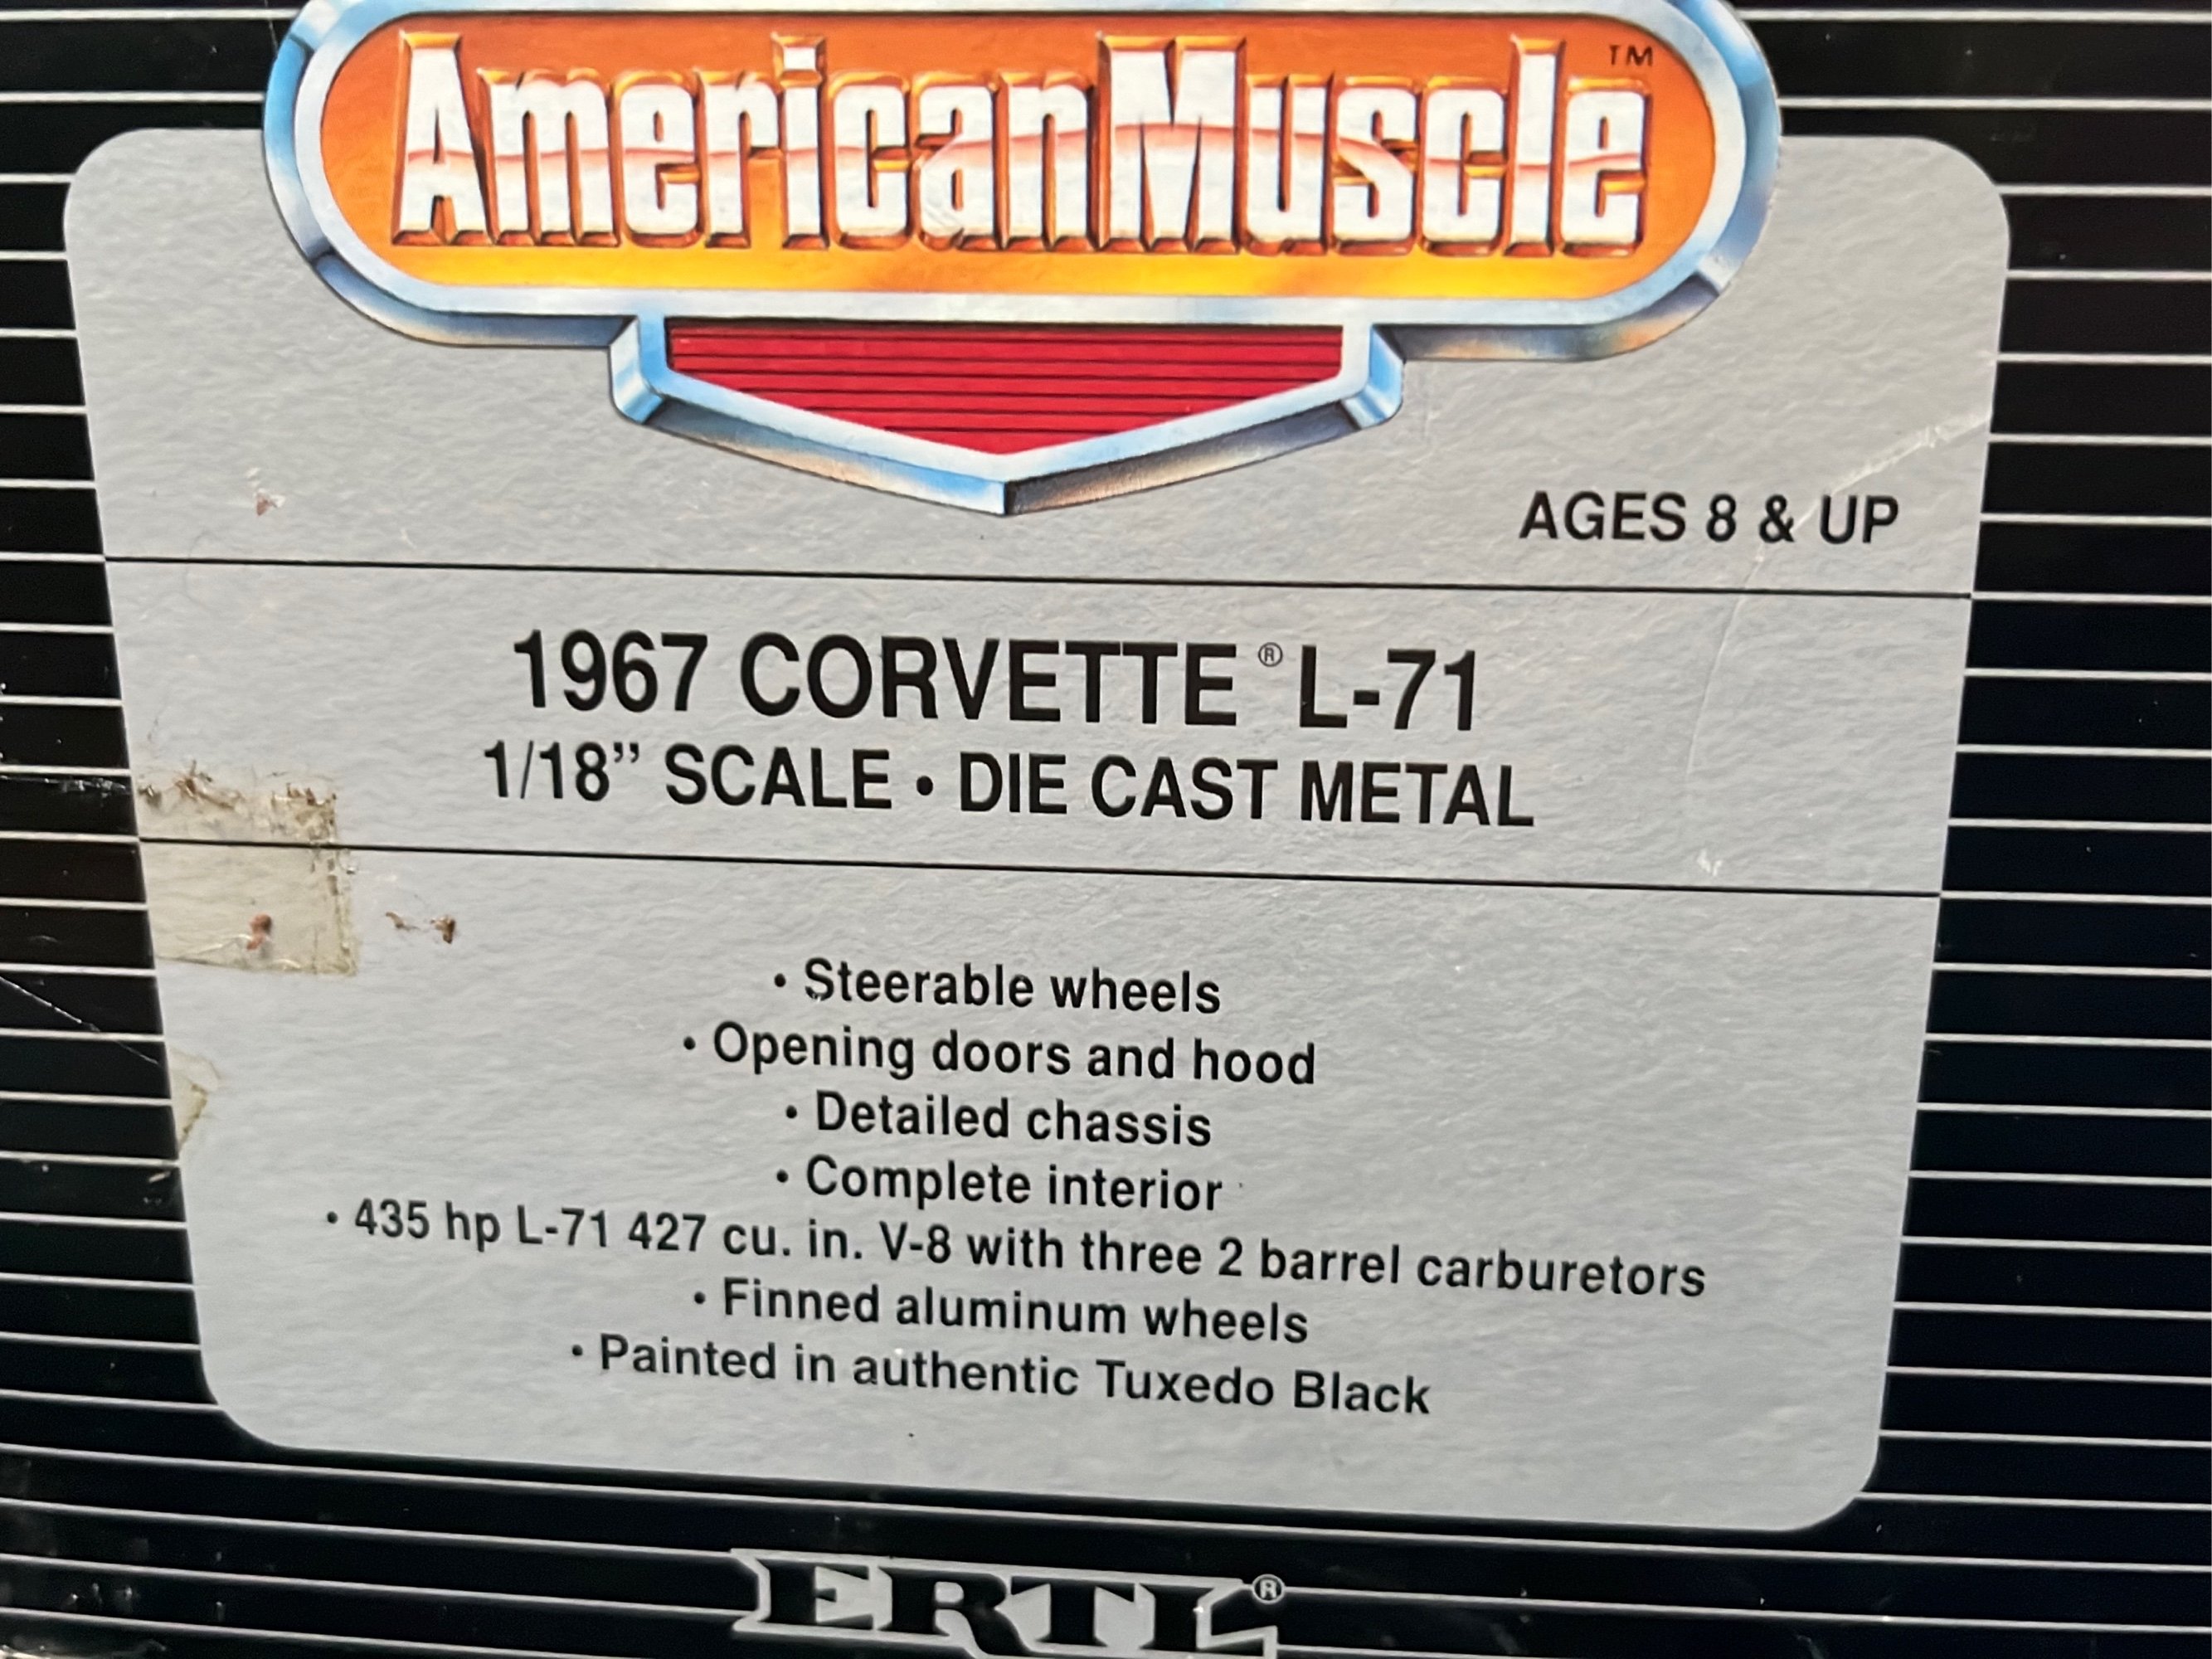 AmericanMuscle™
AGES 8 & UP
1967 CORVETTE® L-71
1/18” SCALE • DIE CAST METAL
• Steerable wheels
• Opening doors and hood
• Detailed chassis
• Complete interior
• 435 hp L-71 427 cu. in. V-8 with three 2 barrel carburetors
• Finned aluminum wheels
• Painted in authentic Tuxedo Black
ERTL®